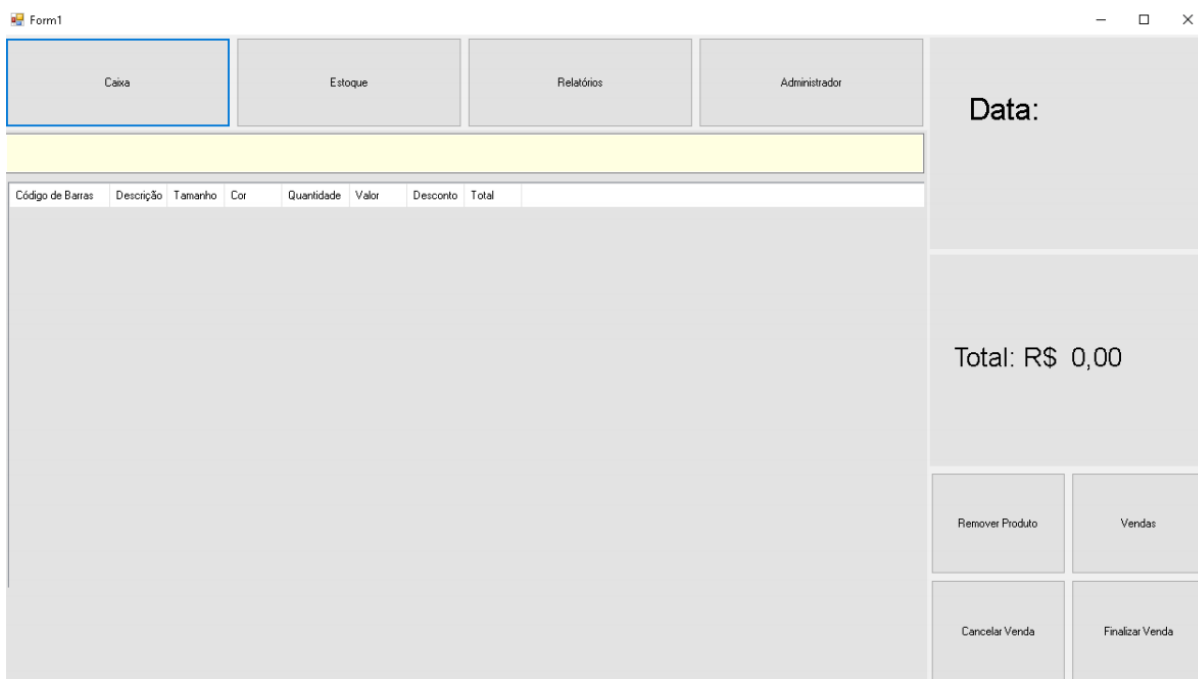 Form1
Caixa Estoque Relatórios Administrador
Data:
Código de Barras Descrição Tamanho Cor Quantidade Valor Desconto Total
Total: R$ 0,00
Remover Produto Vendas
Cancelar Venda Finalizar Venda